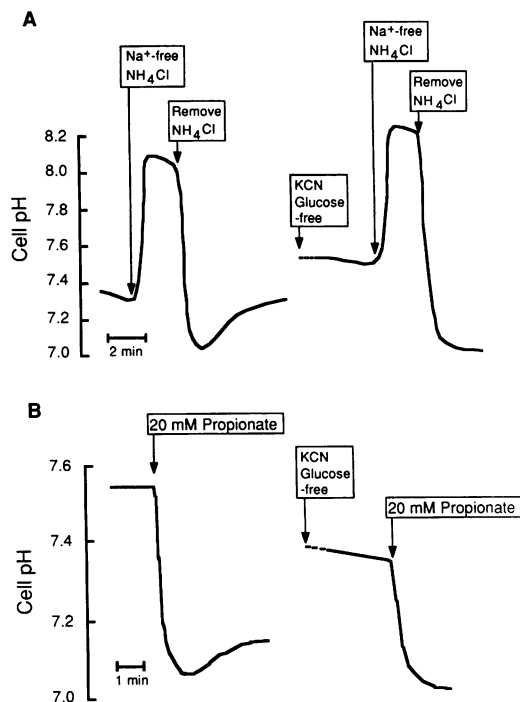 A
Na+-free
NH4Cl
Remove
NH4Cl
Na+-free
NH4Cl
Remove
NH4Cl
KCN
Glucose
-free
Cell pH
8.2
8.0
7.8
7.6
7.4
7.2
7.0
2 min
B
20 mM Propionate
KCN
Glucose
-free
20 mM Propionate
Cell pH
7.6
7.4
7.2
7.0
1 min